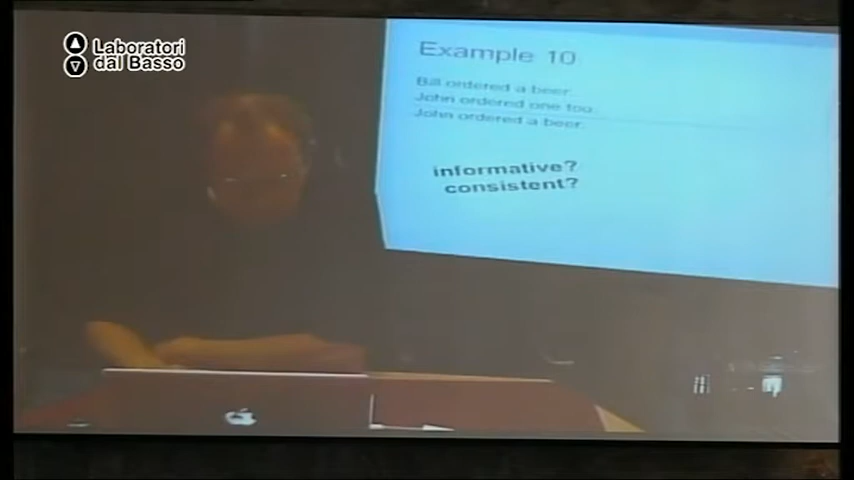 Laboratori
dal Basso
Example 10
Bill ordered a beer.
John ordered one too.
John ordered a beer.
informative?
consistent?